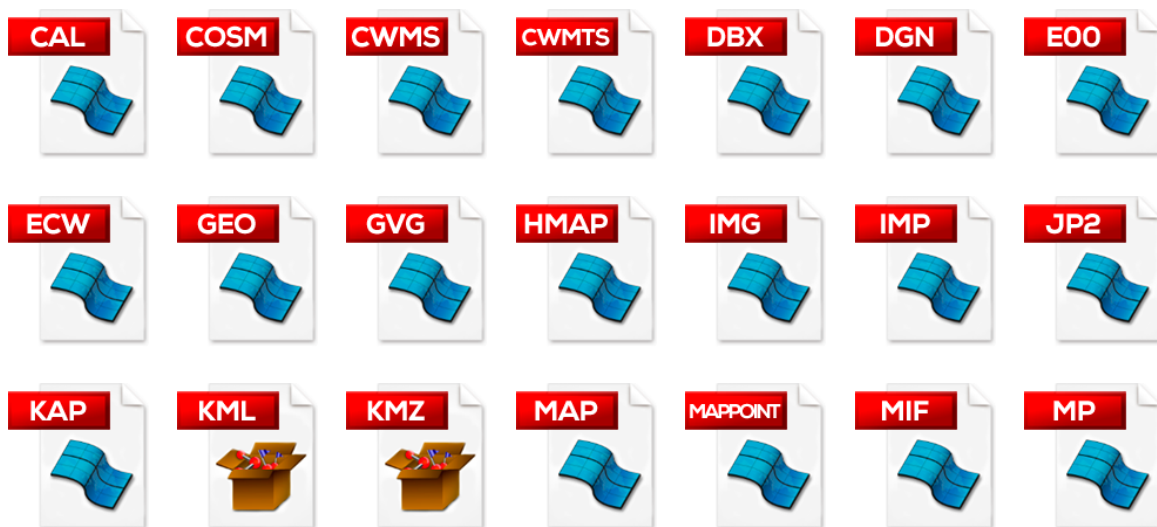 CAL COSM CWMS CWMTS DBX DGN E00
ECW GEO GVG HMAP IMG IMP JP2
KAP KML KMZ MAP MAPPOINT MIF MP